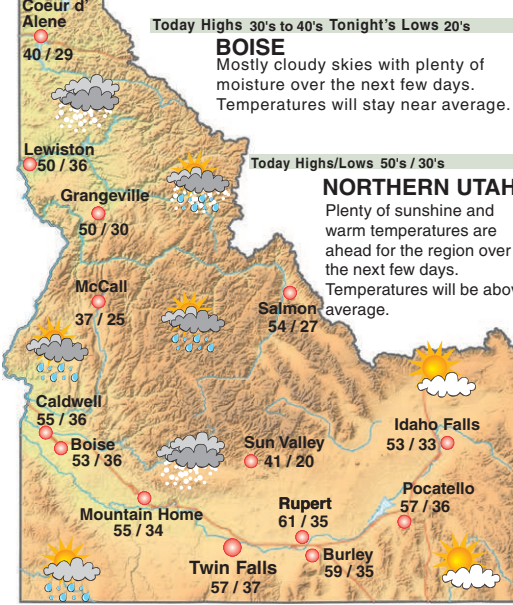 Coeur d'
Alene
40 / 29
Today Highs 30's to 40's Tonight's Lows 20's
BOISE
Mostly cloudy skies with plenty of
moisture over the next few days.
Temperatures will stay near average.
Lewiston
50 / 36
Today Highs/Lows 50's / 30's
NORTHERN UTAH
Plenty of sunshine and
warm temperatures are
ahead for the region over
the next few days.
Temperatures will be abov
average.
Grangeville
50 / 30
McCall
37 / 25
Salmon
54 / 27
Caldwell
55 / 36
Boise
53 / 36
Sun Valley
41 / 20
Idaho Falls
53 / 33
Mountain Home
55 / 34
Rupert
61 / 35
Pocatello
57 / 36
Twin Falls
57 / 37
Burley
59 / 35